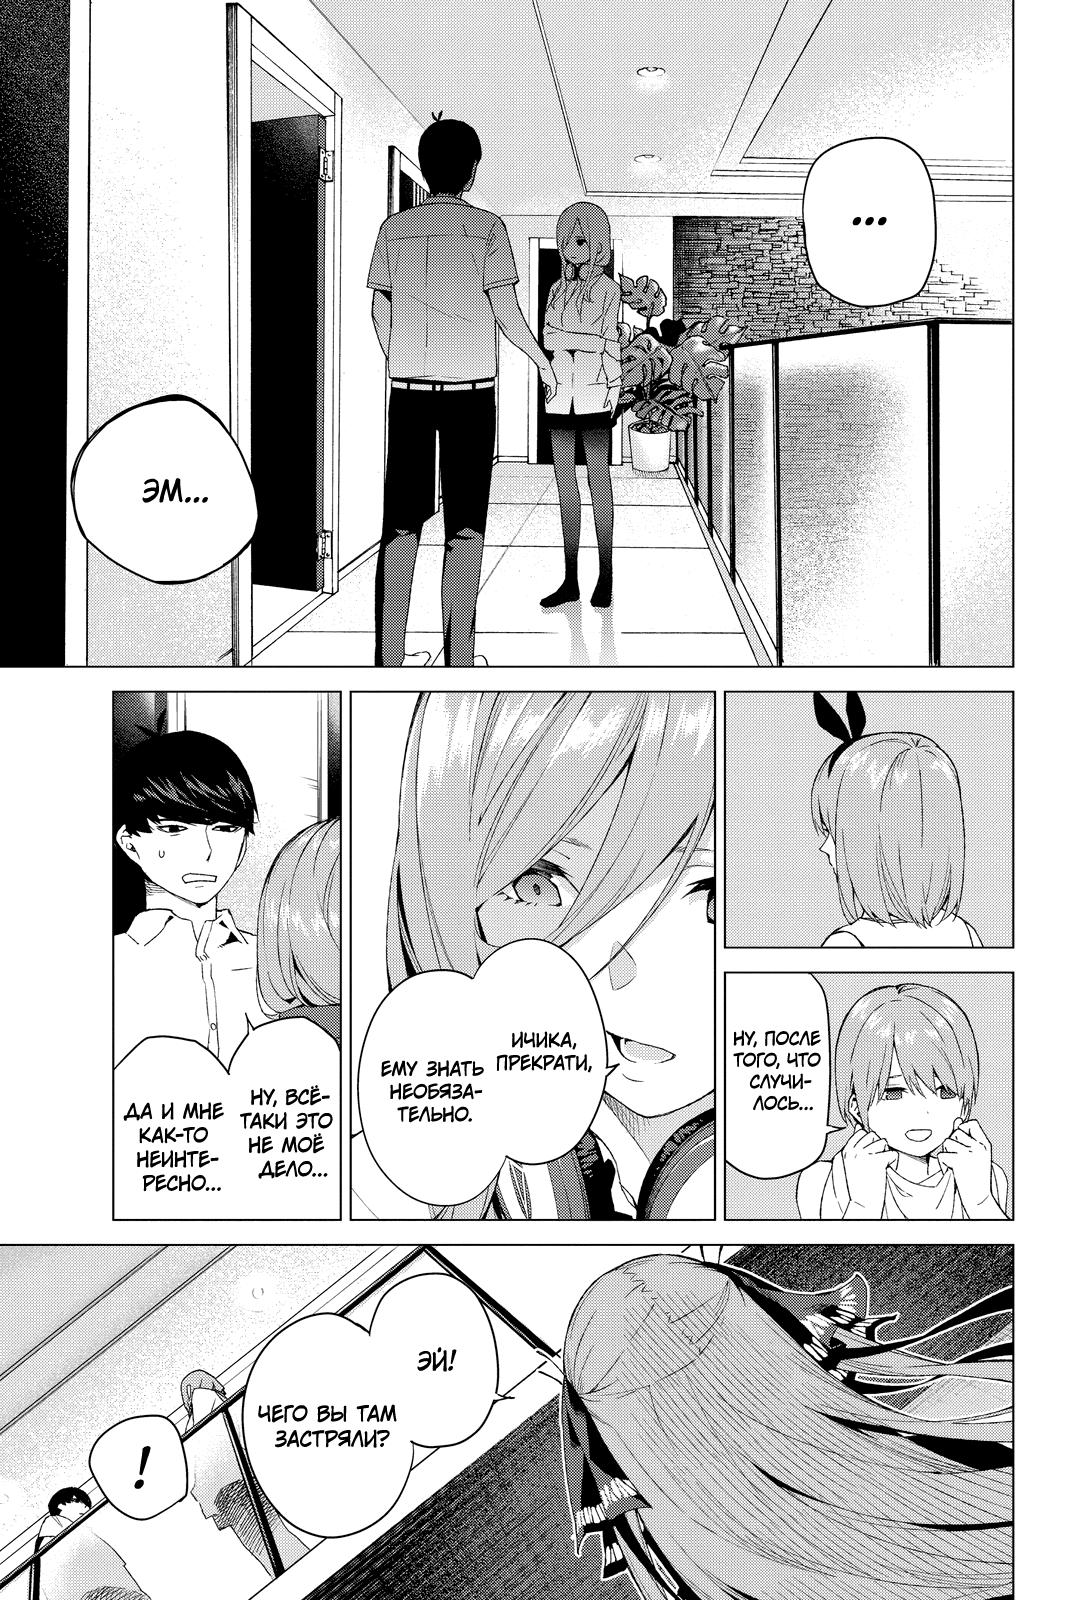 ...
ЭМ...
НУ, ПОСЛЕ
ТОГО, ЧТО
СЛУЧИ-
ЛОСЬ...
ИЧИКА,
ПРЕКРАТИ,
ЕМУ ЗНАТЬ
НЕОБЯЗА-
ТЕЛЬНО.
НУ, ВСЁ-
ТАКИ ЭТО
НЕ МОЁ
ДЕЛО...
ДА И МНЕ
КАК-ТО
НЕИНТЕ-
РЕСНО...
ЭЙ!
ЧЕГО ВЫ ТАМ
ЗАСТРЯЛИ?
!